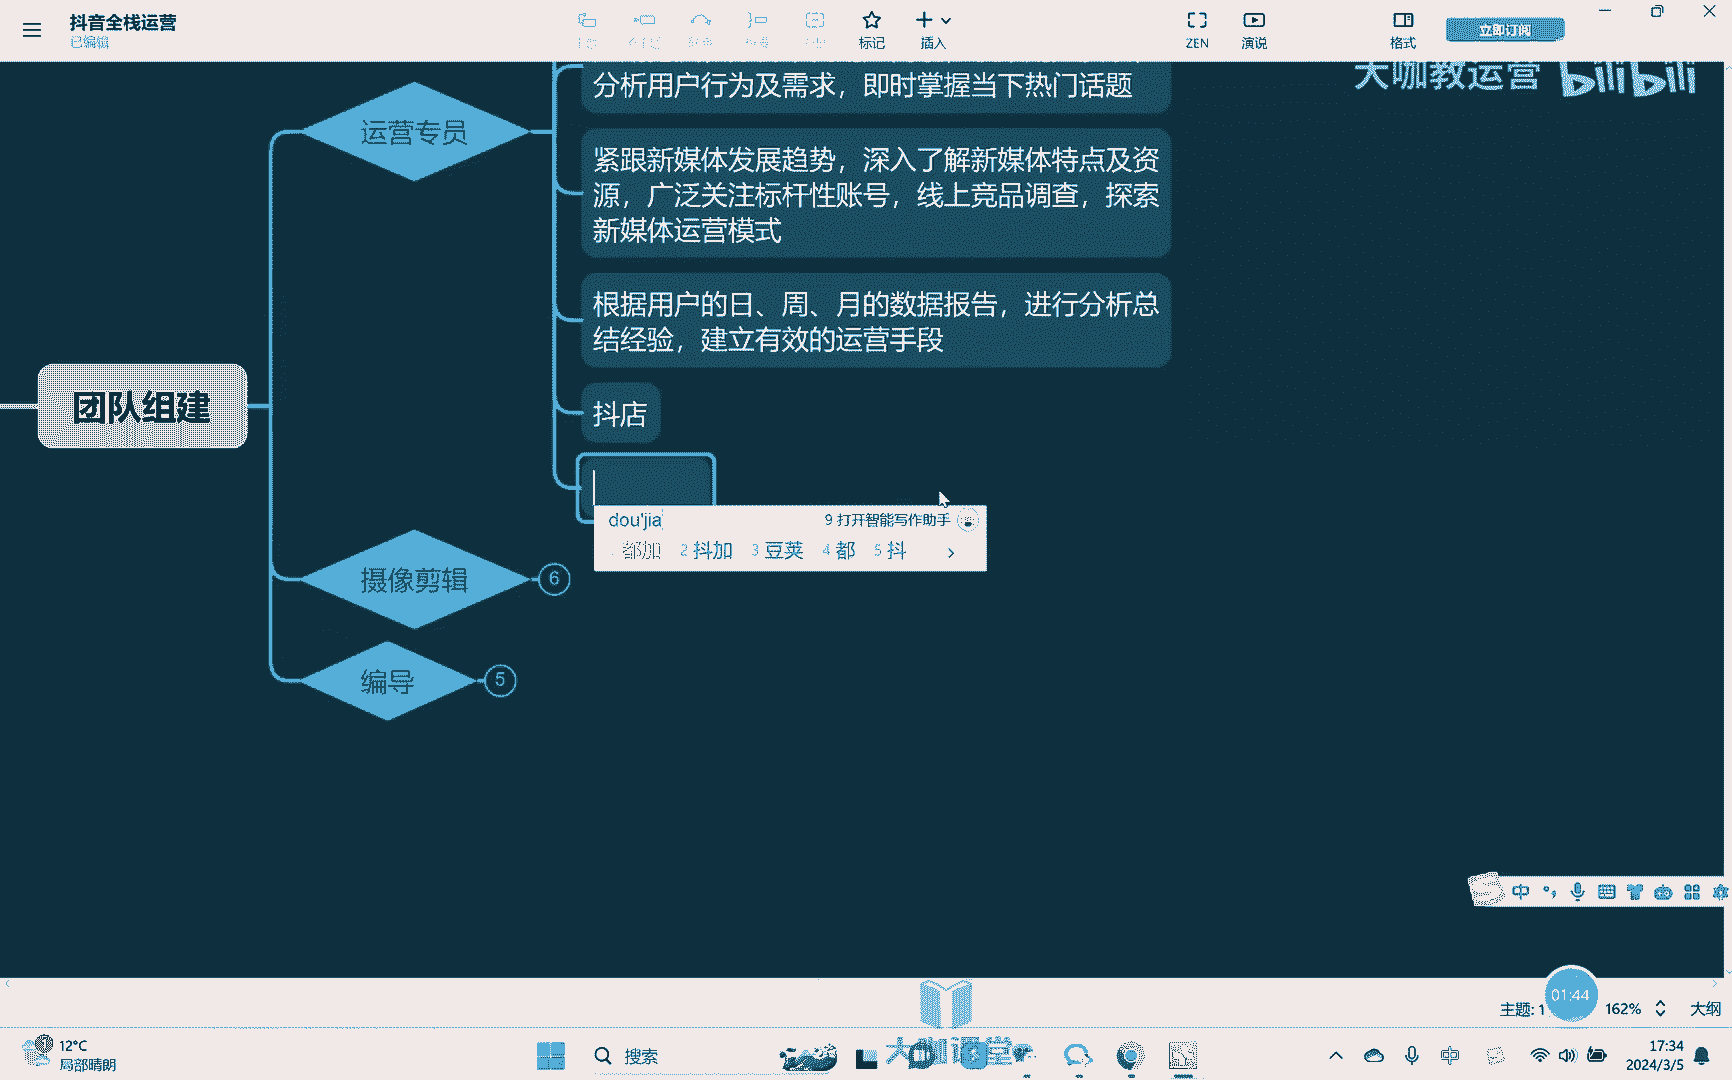 抖音全栈运营
已编辑
标记
插入
ZEN
演说
格式
立即订阅
大咖教运营 bilibili
分析用户行为及需求，即时掌握当下热门话题
运营专员
紧跟新媒体发展趋势，深入了解新媒体特点及资
源，广泛关注标杆性账号，线上竞品调查，探索
新媒体运营模式
根据用户的日、周、月的数据报告，进行分析总
结经验，建立有效的运营手段
团队组建
抖店
dou'jia
9 打开智能写作助手
1 都加 2 抖加 3 豆荚 4 都 5 抖
摄像剪辑
6
编导
5
中
主题: 1
01:44
162%
大纲
12°C
局部晴朗
搜索
大咖课堂
中
17:34
2024/3/5